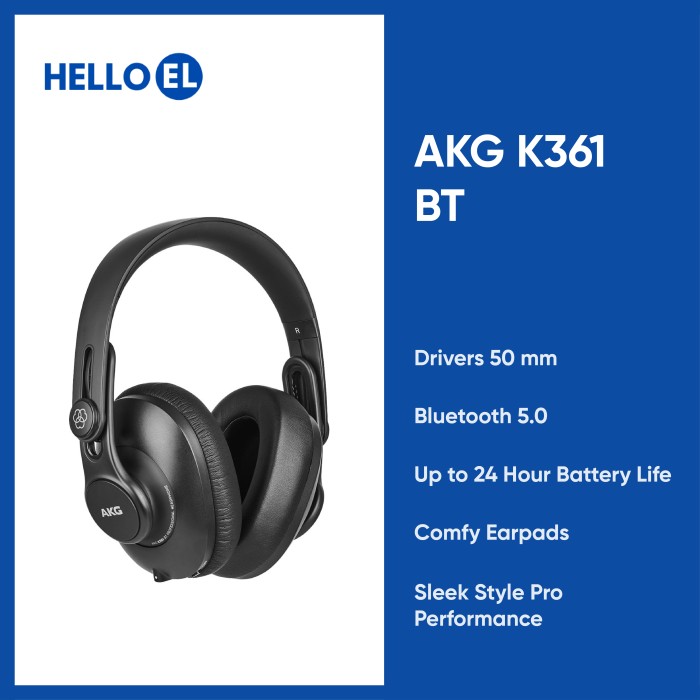 HELLO EL
AKG K361
BT
R
AKG
Drivers 50 mm
Bluetooth 5.0
Up to 24 Hour Battery Life
Comfy Earpads
Sleek Style Pro
Performance